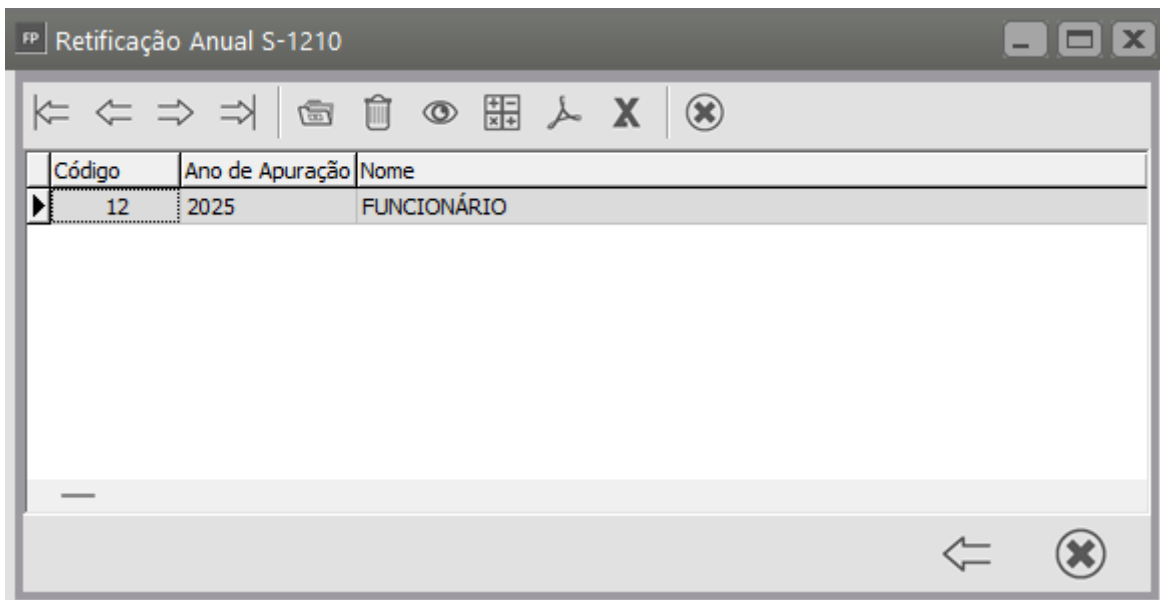 FP Retificação Anual S-1210
Código Ano de Apuração Nome
12 2025 FUNCIONÁRIO